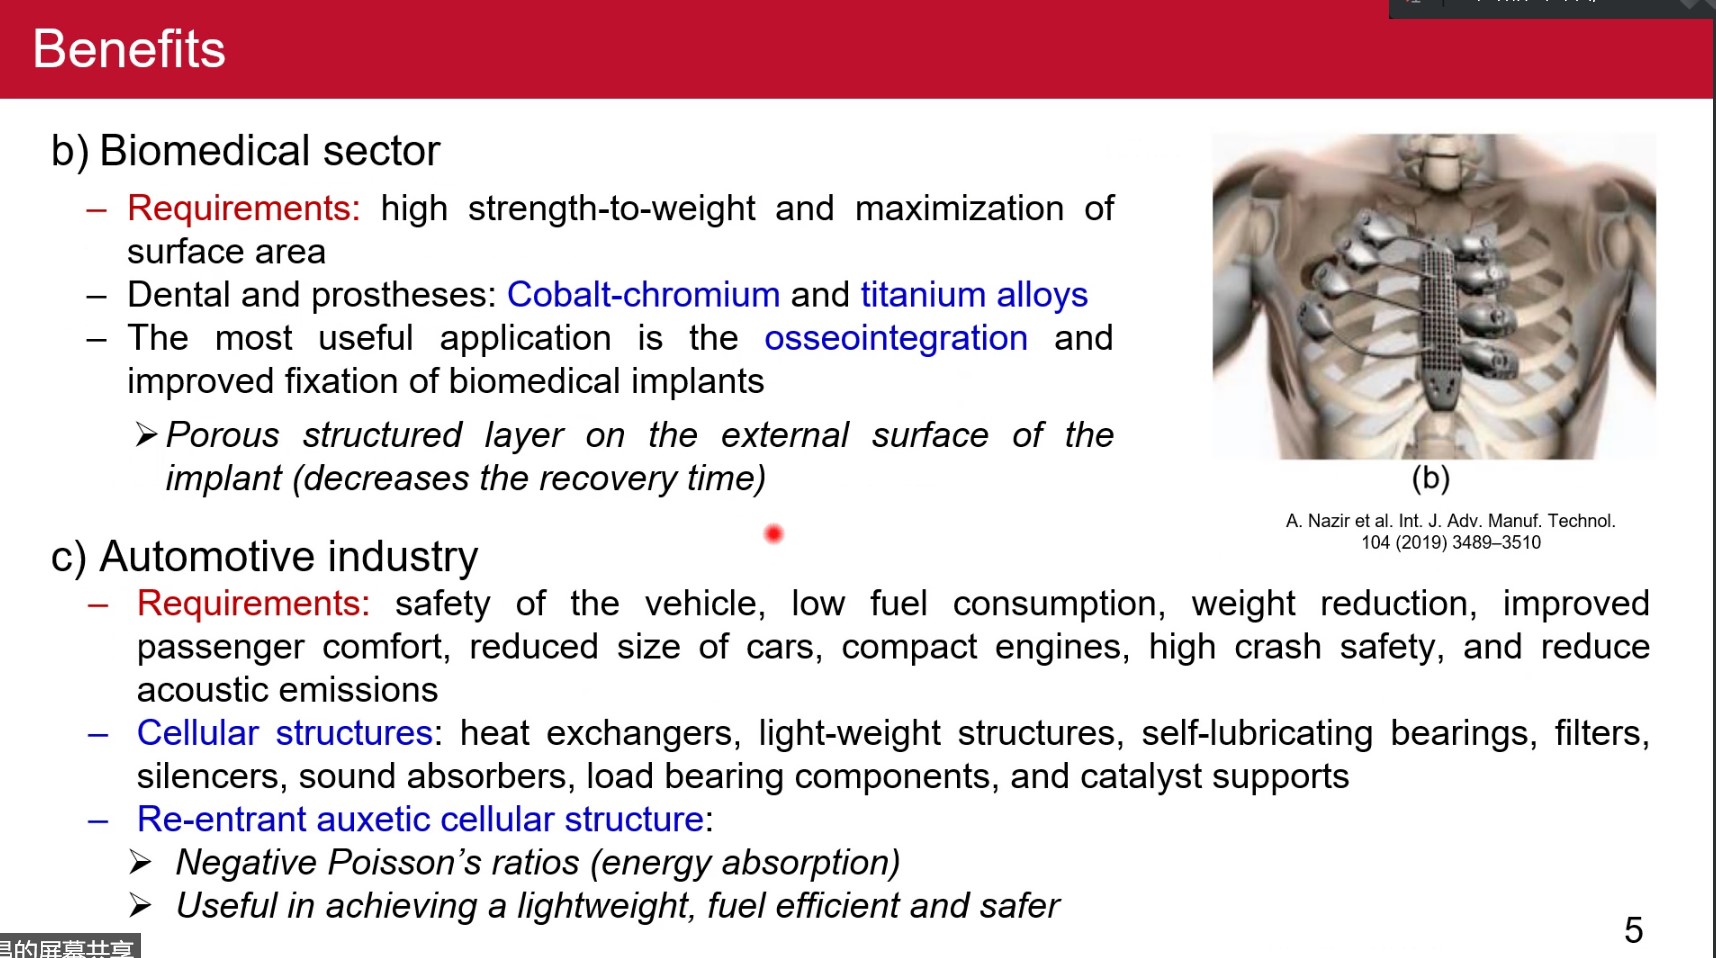 Benefits
b) Biomedical sector
– Requirements: high strength-to-weight and maximization of
surface area
– Dental and prostheses: Cobalt-chromium and titanium alloys
– The most useful application is the osseointegration and
improved fixation of biomedical implants
➢ Porous structured layer on the external surface of the
implant (decreases the recovery time)
(b)
A. Nazir et al. Int. J. Adv. Manuf. Technol.
104 (2019) 3489–3510
c) Automotive industry
– Requirements: safety of the vehicle, low fuel consumption, weight reduction, improved
passenger comfort, reduced size of cars, compact engines, high crash safety, and reduce
acoustic emissions
– Cellular structures: heat exchangers, light-weight structures, self-lubricating bearings, filters,
silencers, sound absorbers, load bearing components, and catalyst supports
– Re-entrant auxetic cellular structure:
➢ Negative Poisson’s ratios (energy absorption)
➢ Useful in achieving a lightweight, fuel efficient and safer
5
的屏幕共享